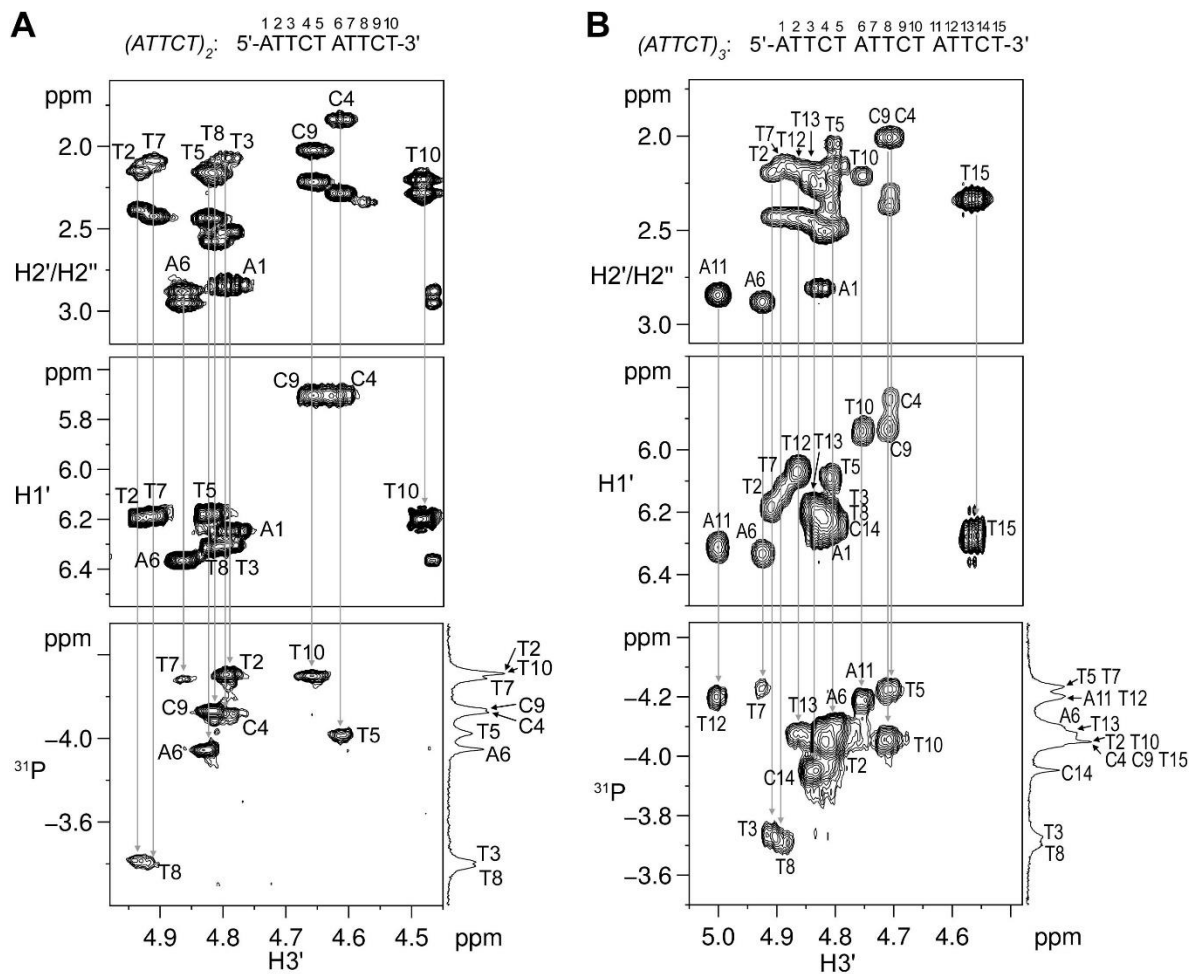 A
1 2 3 4 5 6 7 8 9 10
(ATTCT)2: 5'-ATTCT ATTCT-3'
ppm
2.0
2.5
H2'/H2"
3.0
T2 T7 T8 T3 C4
T5 C9
T10
A6 A1
ppm
5.8
6.0
H1'
6.2
6.4
C9 C4
T2 T7 T5 T10
A1
A6 T8 T3
ppm
-4.0
31P
-3.6
T7 T2 T10
C9 C4 T5
A6
T8
T2
T10
T7
C9
C4
T5
A6
T3
T8
4.9 4.8 4.7 4.6 4.5 ppm
H3'
B
1 2 3 4 5 6 7 8 9 10 11 12 13 14 15
(ATTCT)3: 5'-ATTCT ATTCT ATTCT-3'
ppm
2.0
2.5
H2'/H2"
3.0
T13 T5 C9 C4
T7 T12
T2 T10
T15
A11 A6 A1
ppm
6.0
H1'
6.2
6.4
T10 C4
T12 T13 C9
T7 T5
T2
T3
T8
C14
A11 A6 A1 T15
ppm
-4.2
-4.0
31P
-3.8
-3.6
A11
T12 T7 T13 A6 T5
T10
C14 T2
T3
T8
T5 T7
A11 T12
A6
T13
T2 T10
C4 C9 T15
C14
T3
T8
5.0 4.9 4.8 4.7 4.6 ppm
H3'